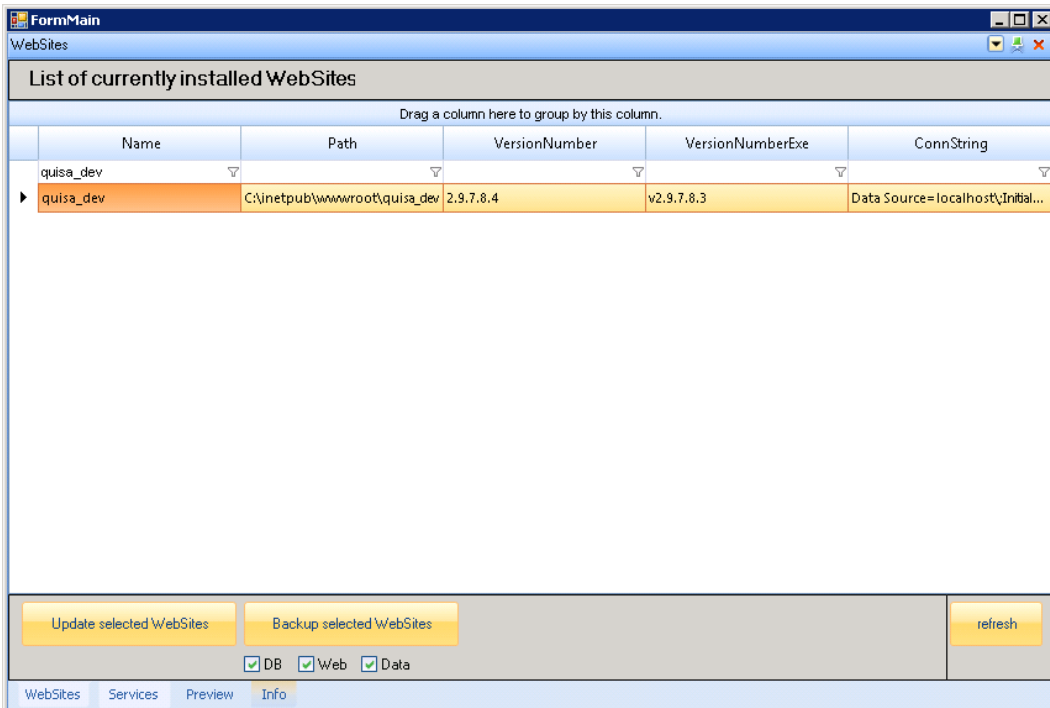 FormMain
WebSites
List of currently installed WebSites
Drag a column here to group by this column.
Name Path VersionNumber VersionNumberExe ConnString
quisa_dev
quisa_dev C:\inetpub\wwwroot\quisa_dev 2.9.7.8.4 v2.9.7.8.3 Data Source=localhost\;Initial...
Update selected WebSites Backup selected WebSites refresh
DB Web Data
WebSites Services Preview Info